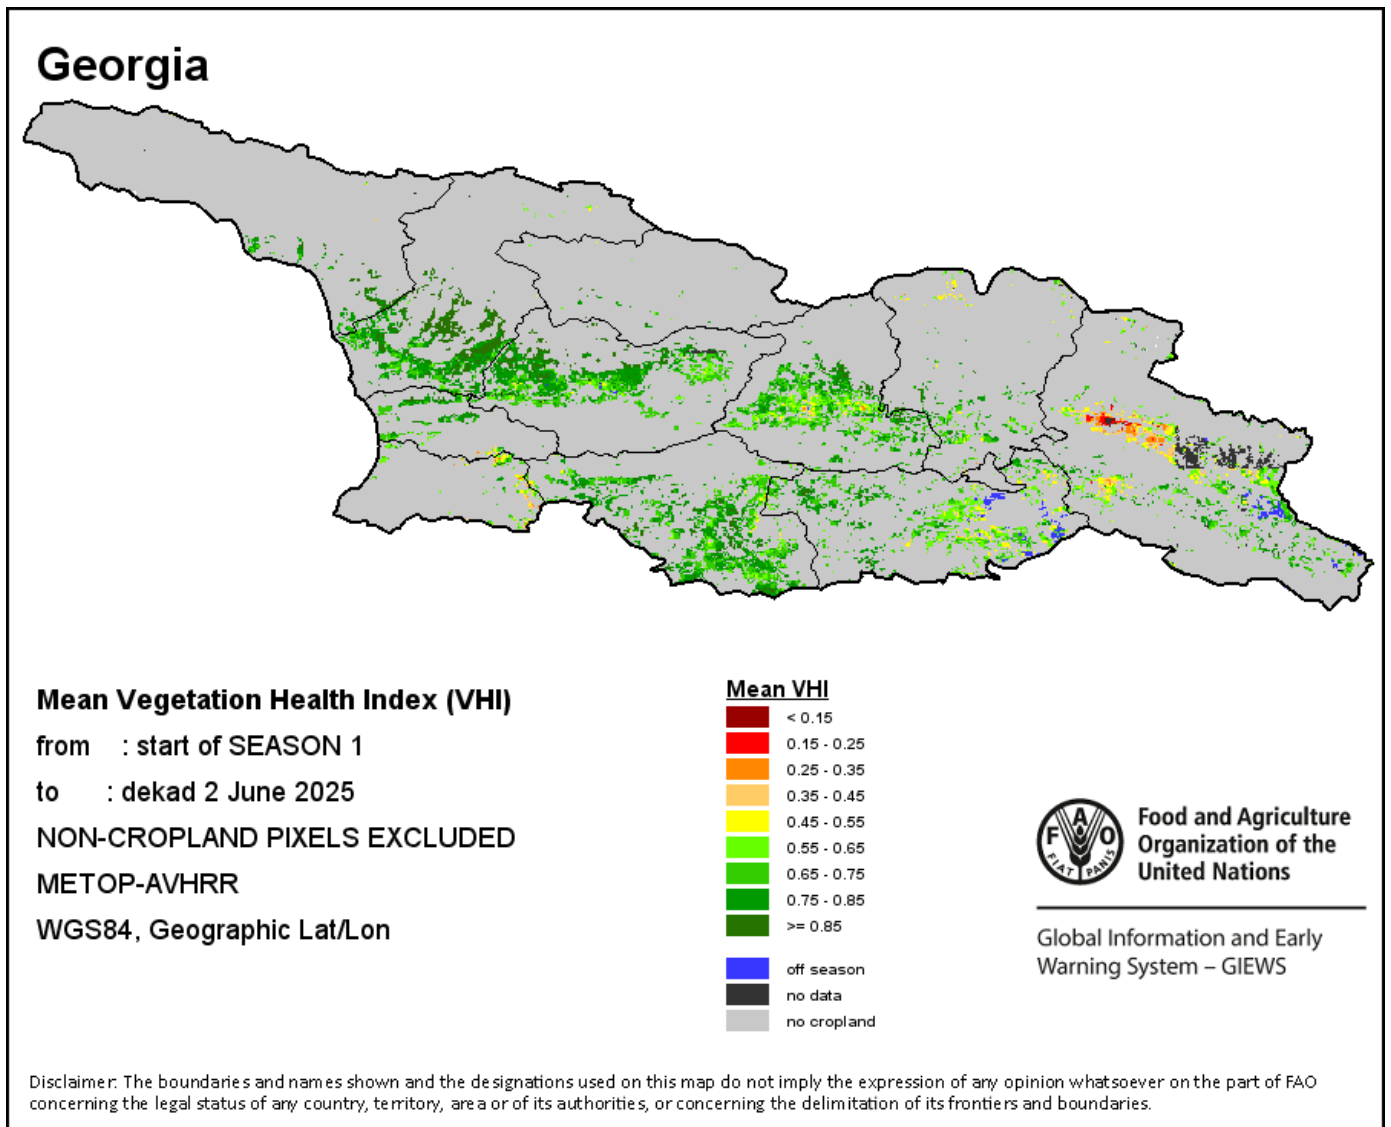 Georgia
Mean Vegetation Health Index (VHI)
from : start of SEASON 1
to : dekad 2 June 2025
NON-CROPLAND PIXELS EXCLUDED
METOP-AVHRR
WGS84, Geographic Lat/Lon
Mean VHI
< 0.15
0.15 - 0.25
0.25 - 0.35
0.35 - 0.45
0.45 - 0.55
0.55 - 0.65
0.65 - 0.75
0.75 - 0.85
>= 0.85
off season
no data
no cropland
F A O
FIAT PANIS
Food and Agriculture
Organization of the
United Nations
Global Information and Early
Warning System – GIEWS
Disclaimer: The boundaries and names shown and the designations used on this map do not imply the expression of any opinion whatsoever on the part of FAO
concerning the legal status of any country, territory, area or of its authorities, or concerning the delimitation of its frontiers and boundaries.